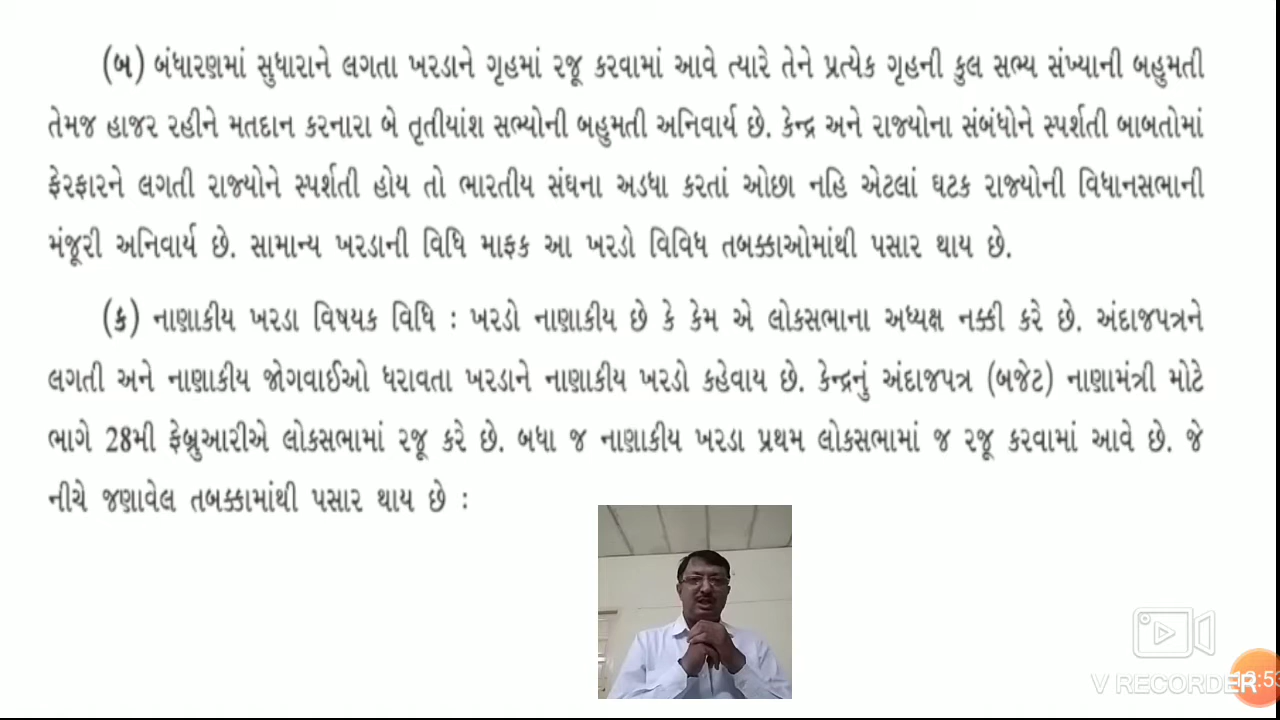 (બ) બંધારણમાં સુધારાને લગતા ખરડાને ગૃહમાં રજૂ કરવામાં આવે ત્યારે તેને પ્રત્યેક ગૃહની કુલ સભ્ય સંખ્યાની બહુમતી
તેમજ હાજર રહીને મતદાન કરનારા બે તૃતીયાંશ સભ્યોની બહુમતી અનિવાર્ય છે. કેન્દ્ર અને રાજ્યોના સંબંધોને સ્પર્શતી બાબતોમાં
ફેરફારને લગતી રાજ્યોને સ્પર્શતી હોય તો ભારતીય સંઘના અડધા કરતાં ઓછા નહિ એટલાં ઘટક રાજ્યોની વિધાનસભાની
મંજૂરી અનિવાર્ય છે. સામાન્ય ખરડાની વિધિ માફક આ ખરડો વિવિધ તબક્કાઓમાંથી પસાર થાય છે.
(ક) નાણાકીય ખરડા વિષયક વિધિ : ખરડો નાણાકીય છે કે કેમ એ લોકસભાના અધ્યક્ષ નક્કી કરે છે. અંદાજપત્રને
લગતી અને નાણાકીય જોગવાઈઓ ધરાવતા ખરડાને નાણાકીય ખરડો કહેવાય છે. કેન્દ્રનું અંદાજપત્ર (બજેટ) નાણામંત્રી મોટે
ભાગે 28મી ફેબ્રુઆરીએ લોકસભામાં રજૂ કરે છે. બધા જ નાણાકીય ખરડા પ્રથમ લોકસભામાં જ રજૂ કરવામાં આવે છે. જે
નીચે જણાવેલ તબક્કામાંથી પસાર થાય છે :
V RECORDER